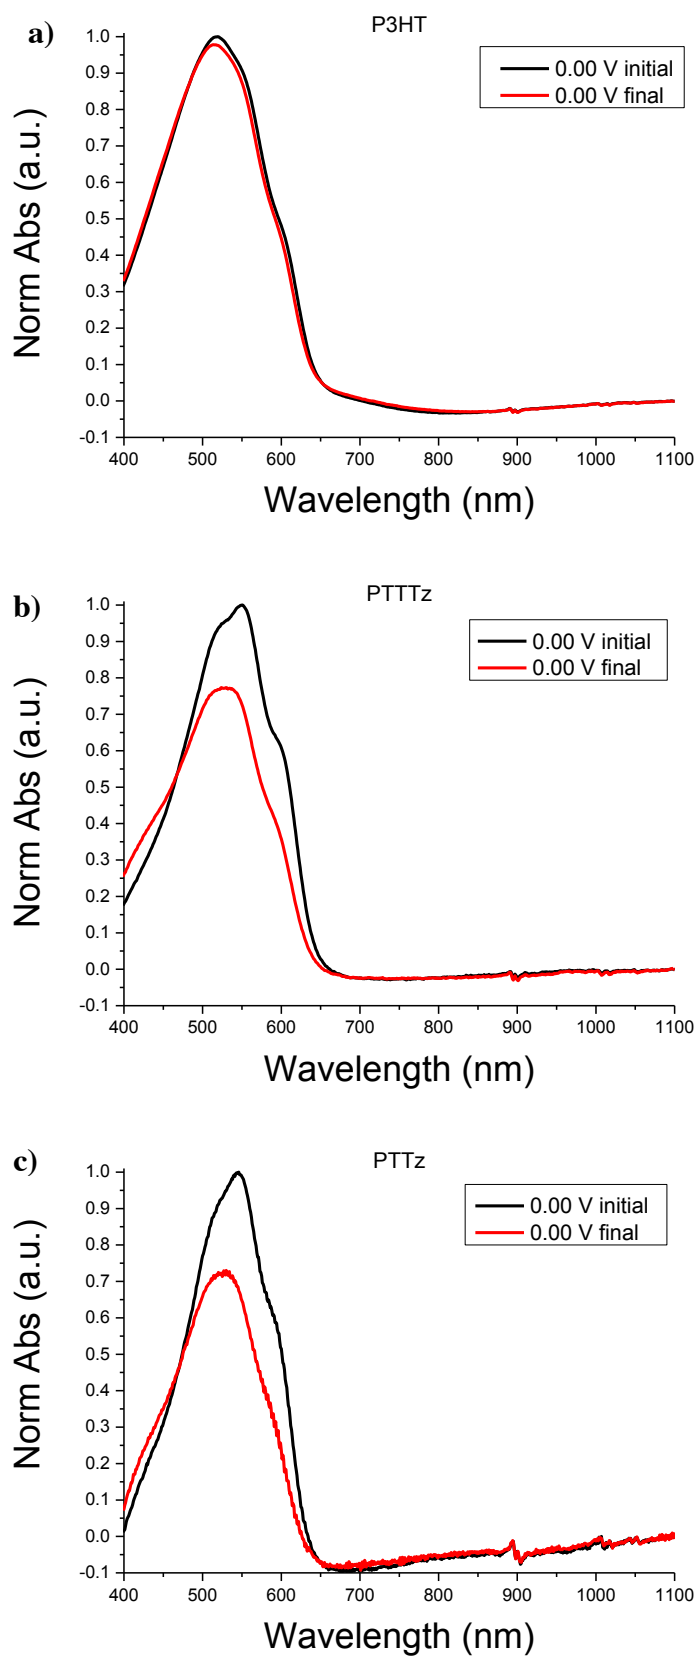 a)
P3HT
0.00 V initial
0.00 V final
1.0
0.9
0.8
0.7
0.6
0.5
0.4
0.3
0.2
0.1
0.0
-0.1
Norm Abs (a.u.)
400 500 600 700 800 900 1000 1100
Wavelength (nm)
b)
PTTTz
0.00 V initial
0.00 V final
1.0
0.9
0.8
0.7
0.6
0.5
0.4
0.3
0.2
0.1
0.0
-0.1
Norm Abs (a.u.)
400 500 600 700 800 900 1000 1100
Wavelength (nm)
c)
PTTz
0.00 V initial
0.00 V final
1.0
0.9
0.8
0.7
0.6
0.5
0.4
0.3
0.2
0.1
0.0
-0.1
Norm Abs (a.u.)
400 500 600 700 800 900 1000 1100
Wavelength (nm)